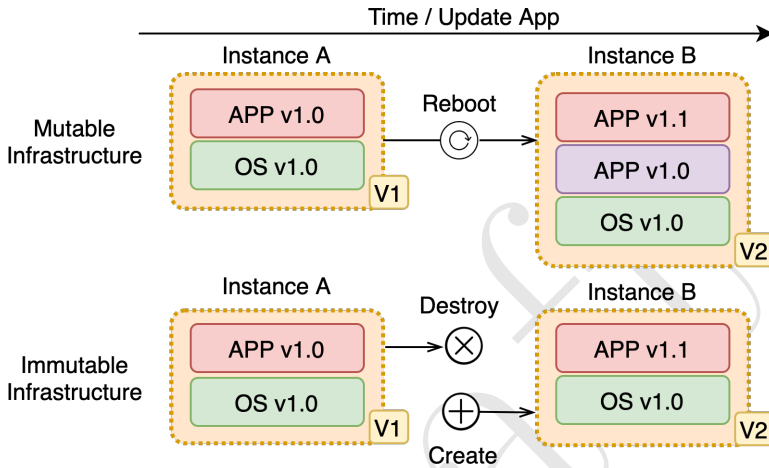 Time / Update App
Instance A
Instance B
Mutable
Infrastructure
APP v1.0
OS v1.0
V1
Reboot
APP v1.1
APP v1.0
OS v1.0
V2
Instance A
Instance B
Immutable
Infrastructure
APP v1.0
OS v1.0
V1
Destroy
Create
APP v1.1
OS v1.0
V2